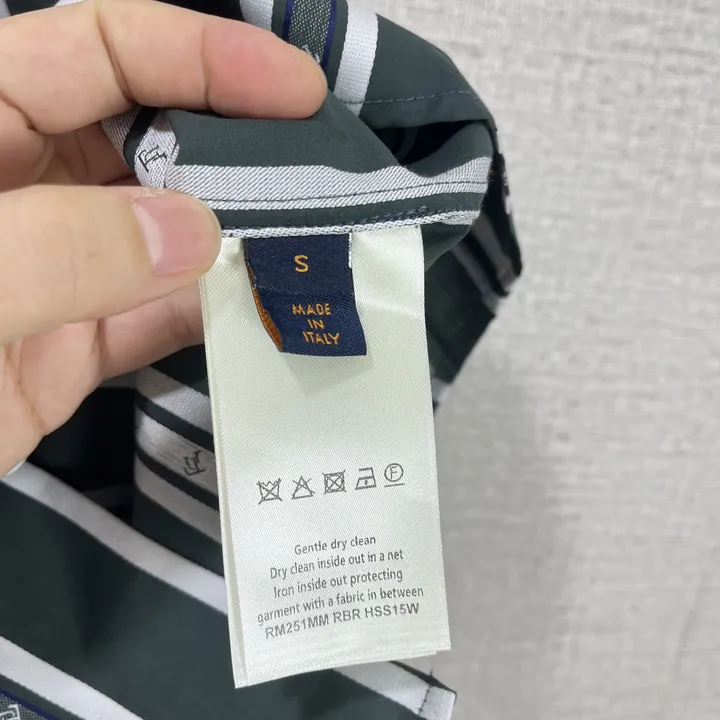 S
MADE
IN
ITALY
F
Gentle dry clean
Dry clean inside out in a net
Iron inside out protecting
garment with a fabric in between
RM251MM RBR HSS15W